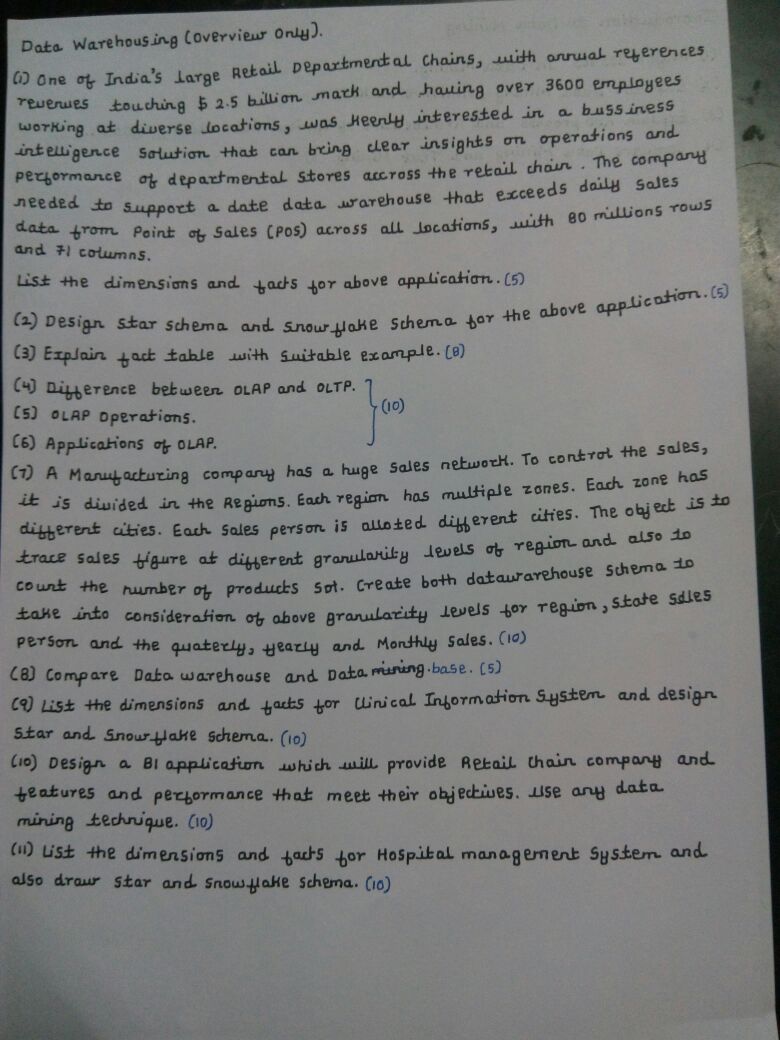 Data Warehousing (Overview Only).
(1) One of India's large Retail Departmental Chains, with annual references
revenues touching $ 2.5 billion mark and having over 3600 employees
working at diverse locations, was keenly interested in a bussiness
intelligence solution that can bring clear insights on operations and
performance of departmental stores accross the retail chain. The company
needed to support a date data warehouse that exceeds daily sales
data from Point of Sales (POS) across all locations, with 80 millions rows
and 71 columns.
List the dimensions and facts for above application. (5)
(2) Design star schema and snowflake schema for the above application. (5)
(3) Explain fact table with suitable example. (8)
(4) Difference between OLAP and OLTP.
(5) OLAP Operations.
(10)
(6) Applications of OLAP.
(7) A Manufacturing company has a huge sales network. To control the sales,
it is divided in the Regions. Each region has multiple zones. Each zone has
different cities. Each sales person is alloted different cities. The object is to
trace sales figure at different granularity levels of region and also to
count the number of products sot. Create both datawarehouse schema to
take into consideration of above granularity levels for region, state sales
person and the quaterly, yearly and Monthly sales. (10)
(8) Compare Data warehouse and Data mining.base. (5)
(9) List the dimensions and facts for Clinical Information System and design
star and snowflake schema. (10)
(10) Design a BI application which will provide Retail Chain company and
features and performance that meet their objectives. Use any data
mining technique. (10)
(11) List the dimensions and facts for Hospital management System and
also draw star and snowflake schema. (10)